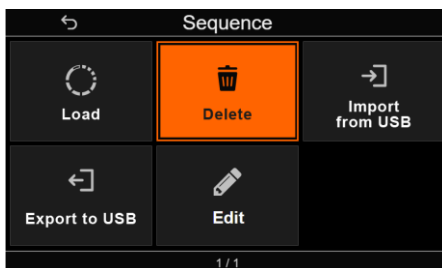 Sequence
Load
Delete
Import
from USB
Export to USB
Edit
1/1